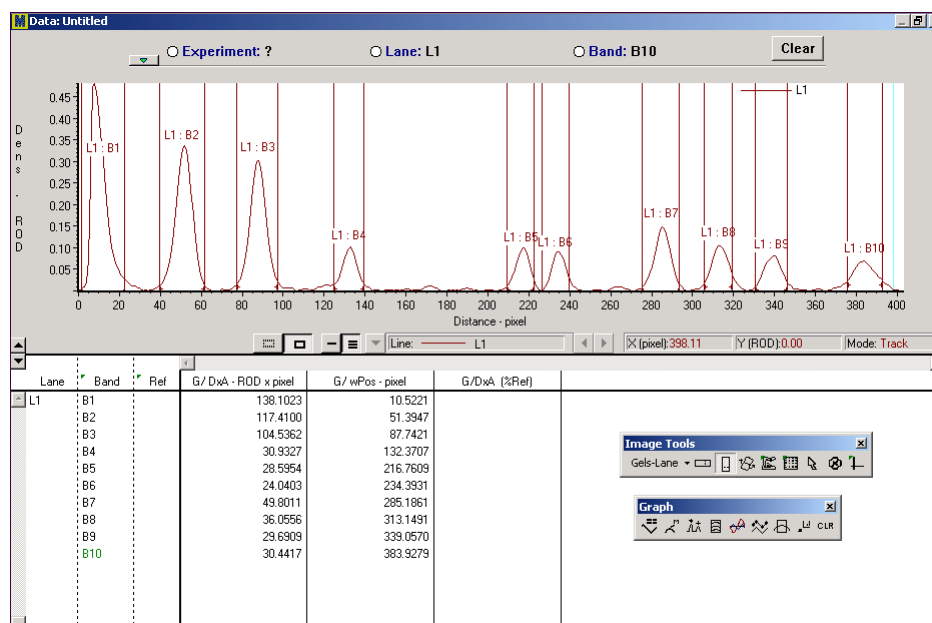 Data: Untitled
Experiment: ? Lane: L1 Band: B10 Clear
Dens - ROD
0.45
0.40
0.35
0.30
0.25
0.20
0.15
0.10
0.05
L1
L1 : B1 L1 : B2 L1 : B3 L1 : B4 L1 : B5 L1 : B6 L1 : B7 L1 : B8 L1 : B9 L1 : B10
0 20 40 60 80 100 120 140 160 180 200 220 240 260 280 300 320 340 360 380 400
Distance - pixel
Line: L1 X (pixel):398.11 Y (ROD):0.00 Mode: Track
Lane Band Ref G/ DxA - ROD x pixel G/ wPos - pixel G/DxA (%Ref)
L1 B1 138.1023 10.5221
B2 117.4100 51.3947
B3 104.5362 87.7421
B4 30.9327 132.3707
B5 28.5954 216.7609
B6 24.0403 234.3931
B7 49.8011 285.1861
B8 36.0556 313.1491
B9 29.6909 339.0570
B10 30.4417 383.9279
Image Tools
Gels-Lane
Graph
CLR